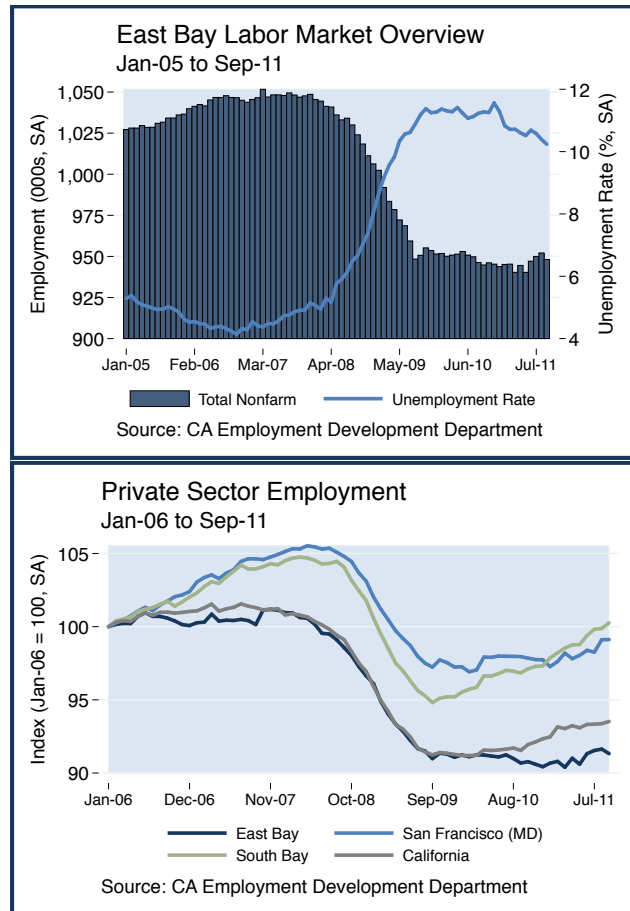 East Bay Labor Market Overview
Jan-05 to Sep-11
Employment (000s, SA)
1,050
1,025
1,000
975
950
925
900
12
10
8
6
4
Unemployment Rate (%, SA)
Jan-05 Feb-06 Mar-07 Apr-08 May-09 Jun-10 Jul-11
Total Nonfarm Unemployment Rate
Source: CA Employment Development Department
Private Sector Employment
Jan-06 to Sep-11
Index (Jan-06 = 100, SA)
105
100
95
90
Jan-06 Dec-06 Nov-07 Oct-08 Sep-09 Aug-10 Jul-11
East Bay San Francisco (MD)
South Bay California
Source: CA Employment Development Department